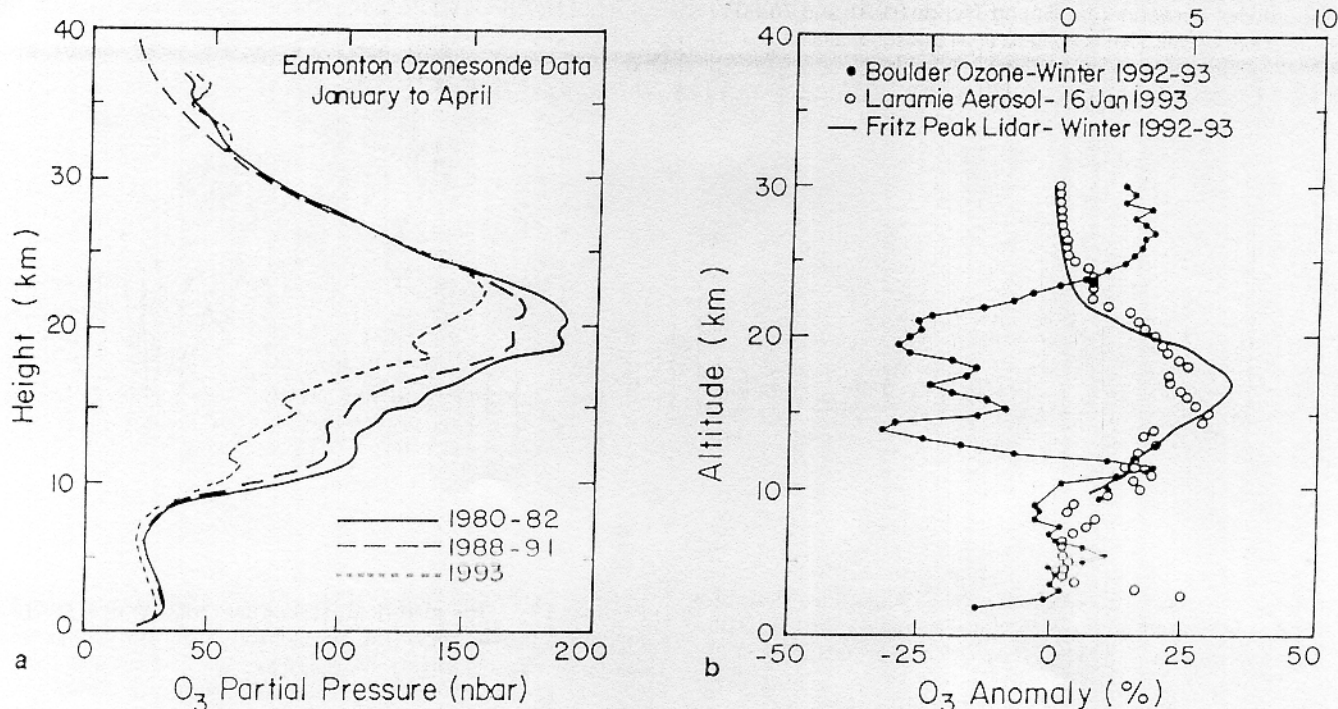 Edmonton Ozonesonde Data
January to April
Height (km)
40
30
20
10
0
1980-82
1988-91
1993
0 50 100 150 200
a
O3 Partial Pressure (nbar)
0 5 10
Boulder Ozone-Winter 1992-93
Laramie Aerosol-16 Jan 1993
Fritz Peak Lidar-Winter 1992-93
Altitude (km)
40
30
20
10
0
-50 -25 0 25 50
b
O3 Anomaly (%)